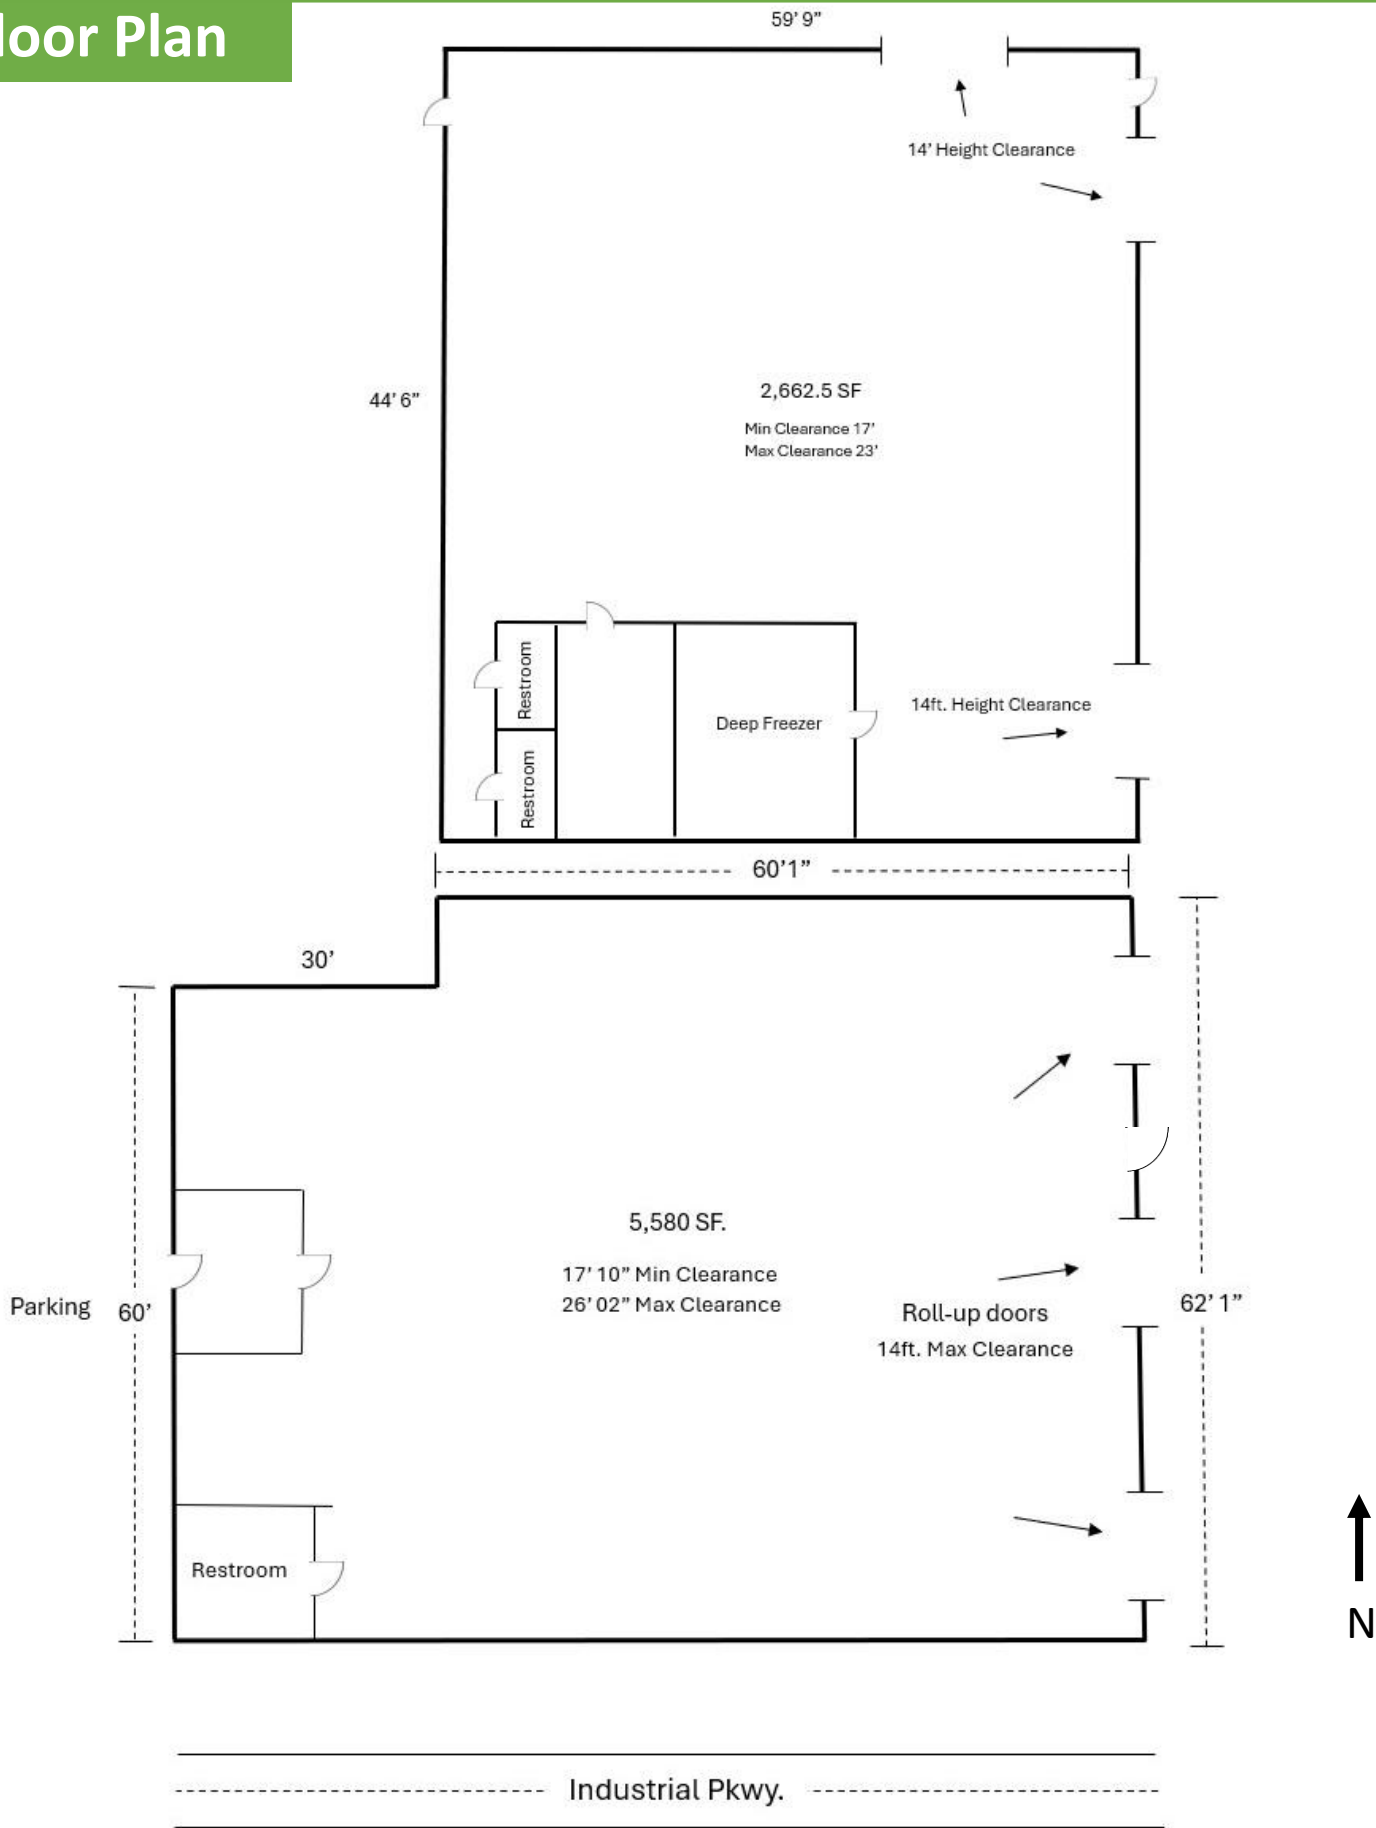 loor Plan
59' 9”
14’ Height Clearance
44’ 6”
2,662.5 SF
Min Clearance 17’
Max Clearance 23’
Restroom
Restroom
Deep Freezer
14ft. Height Clearance
60’1”
30’
5,580 SF.
17’ 10” Min Clearance
26’ 02” Max Clearance
Parking
60’
Roll-up doors
14ft. Max Clearance
62’ 1”
Restroom
N
Industrial Pkwy.